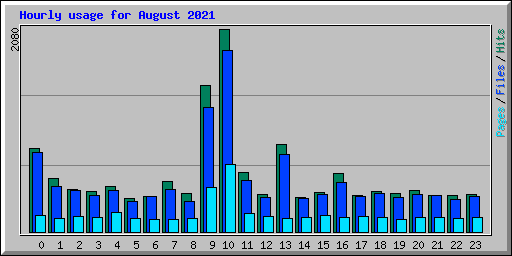 Hourly usage for August 2021
2080
Pages/Files/Hits
0 1 2 3 4 5 6 7 8 9 10 11 12 13 14 15 16 17 18 19 20 21 22 23